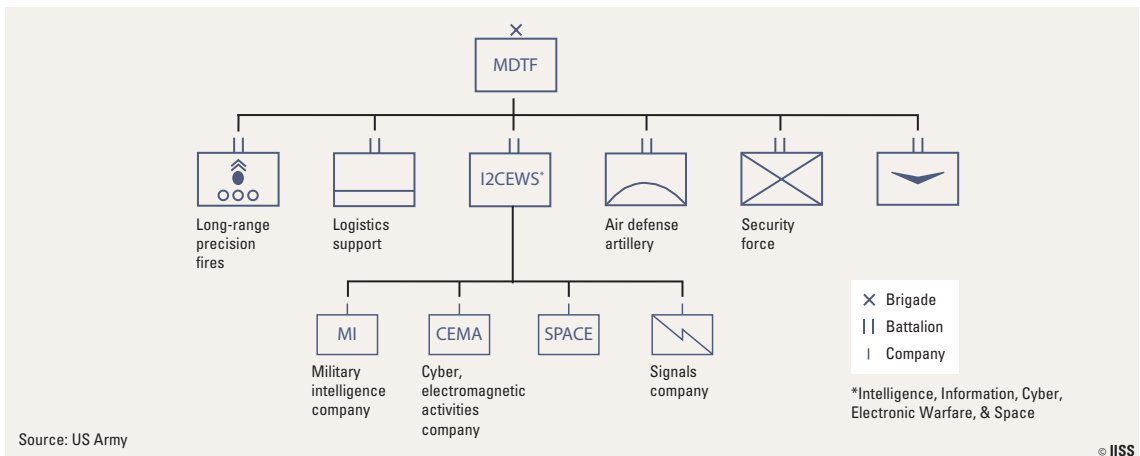 MDTF
I2CEWS*
Long-range
precision
fires
Logistics
support
Air defense
artillery
Security
force
MI
CEMA
SPACE
Military
intelligence
company
Cyber,
electromagnetic
activities
company
Signals
company
Brigade
Battalion
Company
*Intelligence, Information, Cyber,
Electronic Warfare, & Space
Source: US Army
© IISS